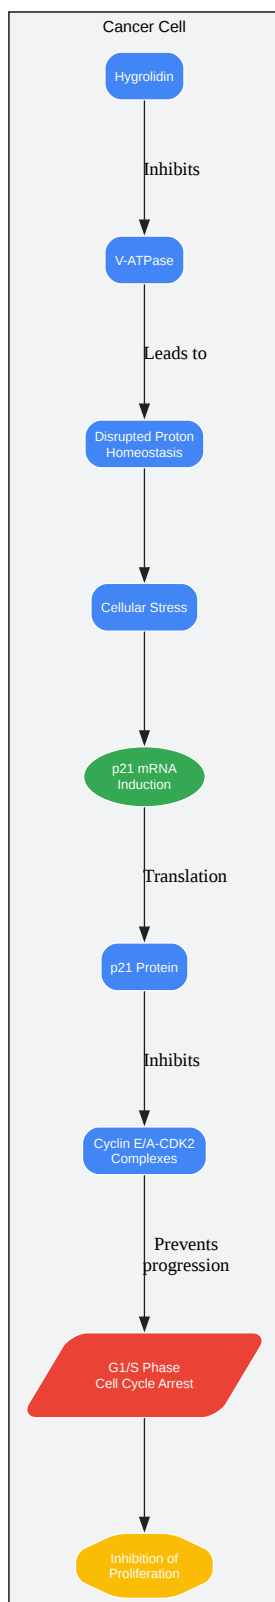 Cancer Cell
Hygrolidin
Inhibits
V-ATPase
Leads to
Disrupted Proton
Homeostasis
Cellular Stress
p21 mRNA
Induction
Translation
p21 Protein
Inhibits
Cyclin E/A-CDK2
Complexes
Prevents
progression
G1/S Phase
Cell Cycle Arrest
Inhibition of
Proliferation